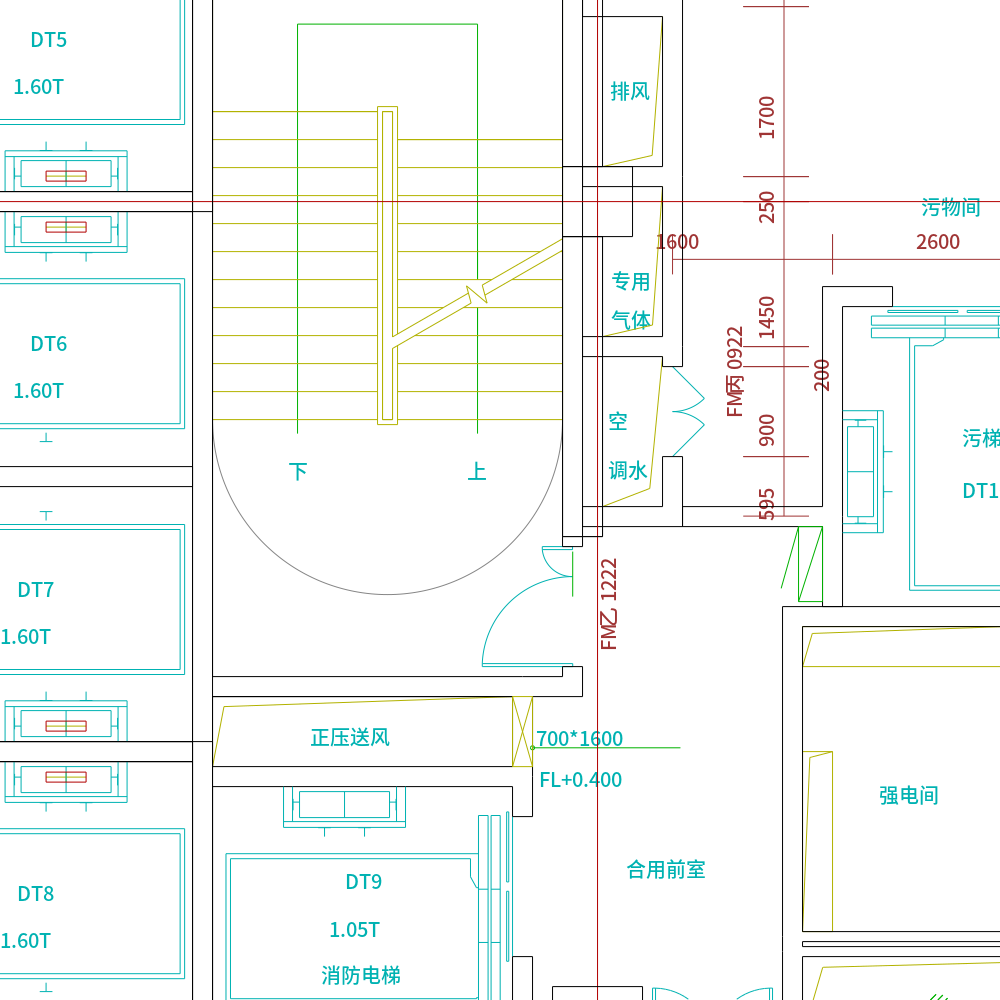 DT5
1.60T
排风
1700
250
污物间
1600
2600
专用
气体
DT6
1.60T
1450
FM丙 0922
200
空
调水
900
下
上
污梯
DT1
595
DT7
1.60T
FM乙 1222
正压送风
700*1600
FL+0.400
强电间
合用前室
DT8
1.60T
DT9
1.05T
消防电梯